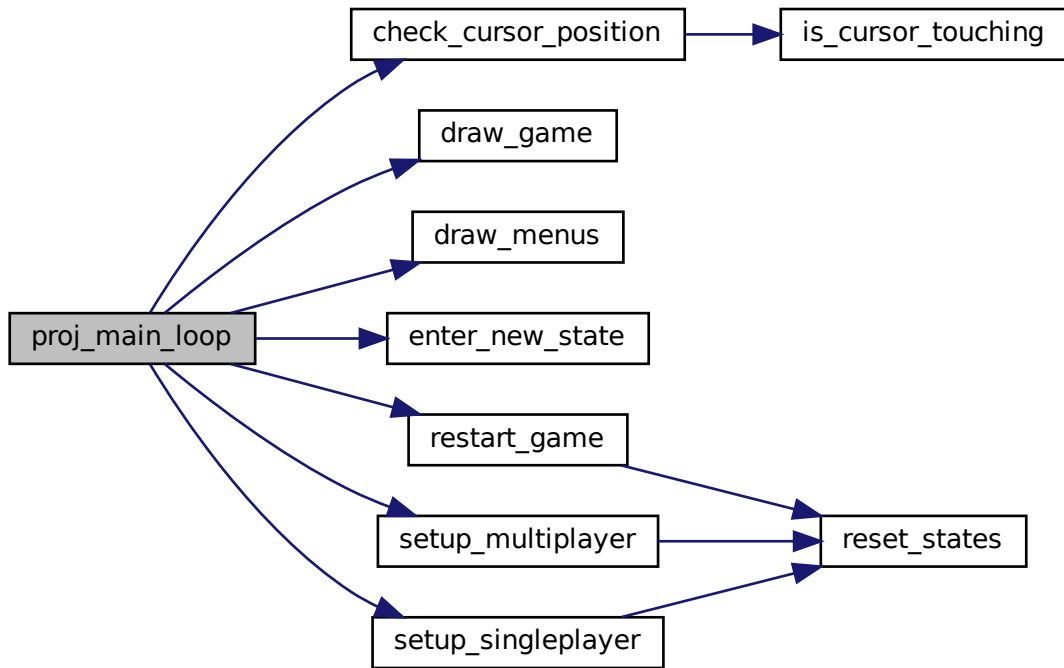 check_cursor_position
is_cursor_touching
draw_game
draw_menus
proj_main_loop
enter_new_state
restart_game
setup_multiplayer
reset_states
setup_singleplayer